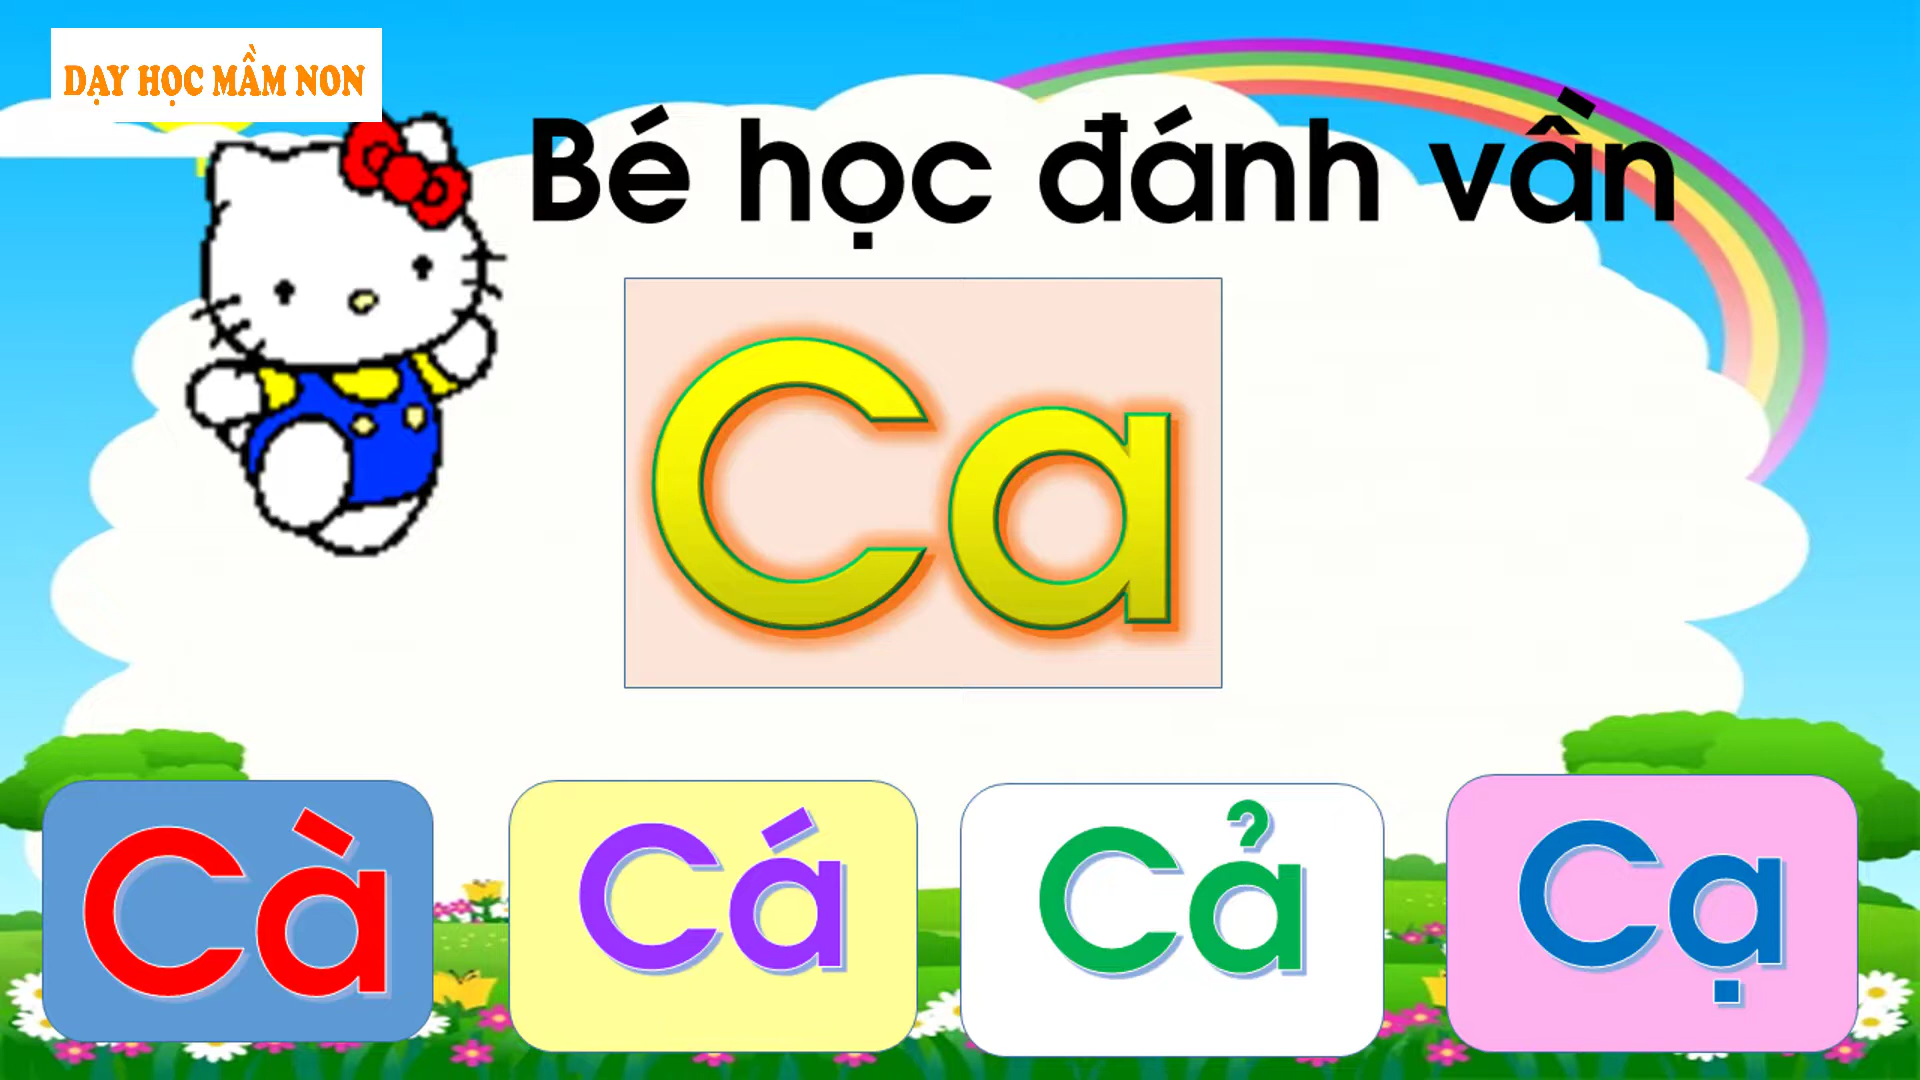 DẠY HỌC MẦM NON
Bé học đánh vần
Ca
Cà Cá Cả Cạ